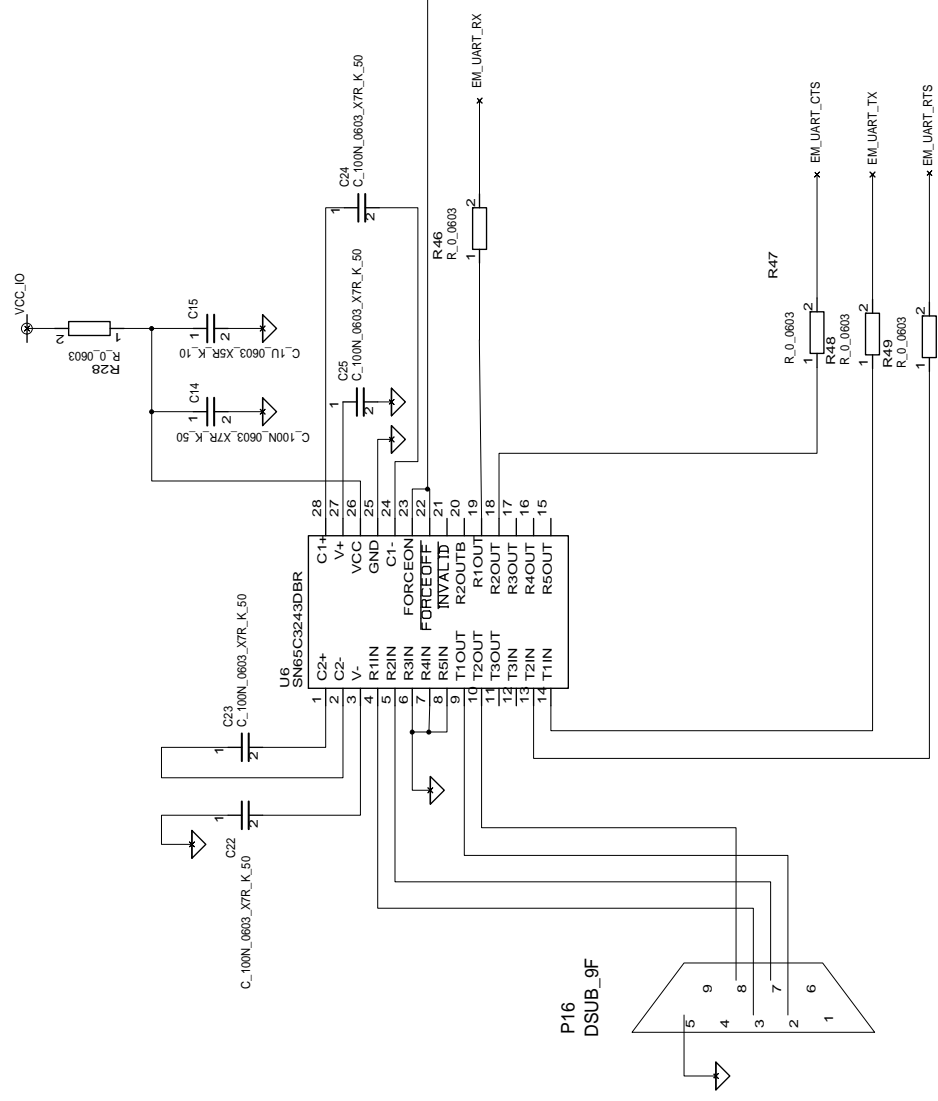 VCC_IO
2
1
R_0_0603
R28
C15
1
2
C_1U_0603_X5R_K_10
C14
1
2
C_100N_0603_X7R_K_50
C24
C_100N_0603_X7R_K_50
1
2
C25
C_100N_0603_X7R_K_50
1
2
EM_UART_RX
R46
R_0_0603
1
2
R47
R_0_0603
1
2
EM_UART_CTS
R48
R_0_0603
1
2
EM_UART_TX
R49
R_0_0603
1
2
EM_UART_RTS
U6
SN65C3243DBR
28
27
26
25
24
23
22
21
20
19
18
17
16
15
C1+
V+
VCC
GND
C1-
FORCEON
FORCEOFF
INVALID
R2OUTB
R1OUT
R2OUT
R3OUT
R4OUT
R5OUT
C2+
C2-
V-
R1IN
R2IN
R3IN
R4IN
R5IN
T1OUT
T2OUT
T3OUT
T3IN
T2IN
T1IN
1
2
3
4
5
6
7
8
9
10
11
12
13
14
C23
C_100N_0603_X7R_K_50
1
2
C22
C_100N_0603_X7R_K_50
1
2
P16
DSUB_9F
5
9
4
8
3
7
2
6
1